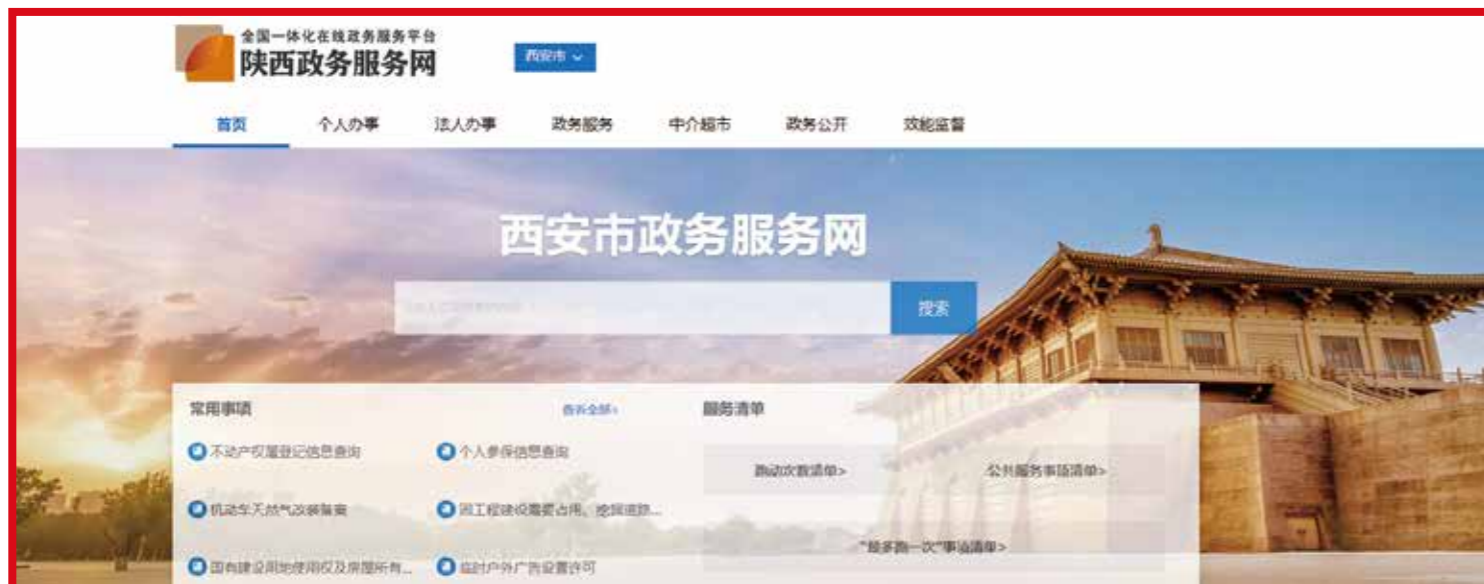 全国一体化在线政务服务平台
陕西政务服务网
西安市
首页 个人办事 法人办事 政务服务 中介超市 政务公开 效能监督
西安市政务服务网
搜索
常用事项
服务清单
不动产权属登记信息查询 个人参保信息查询
跑动次数清单> 公共服务事项清单>
机动车天然气改装备案 因工程建设需要占用、挖掘道路...
"最多跑一次"事项清单>
国有建设用地使用权及房屋所有... 临时户外广告设置许可